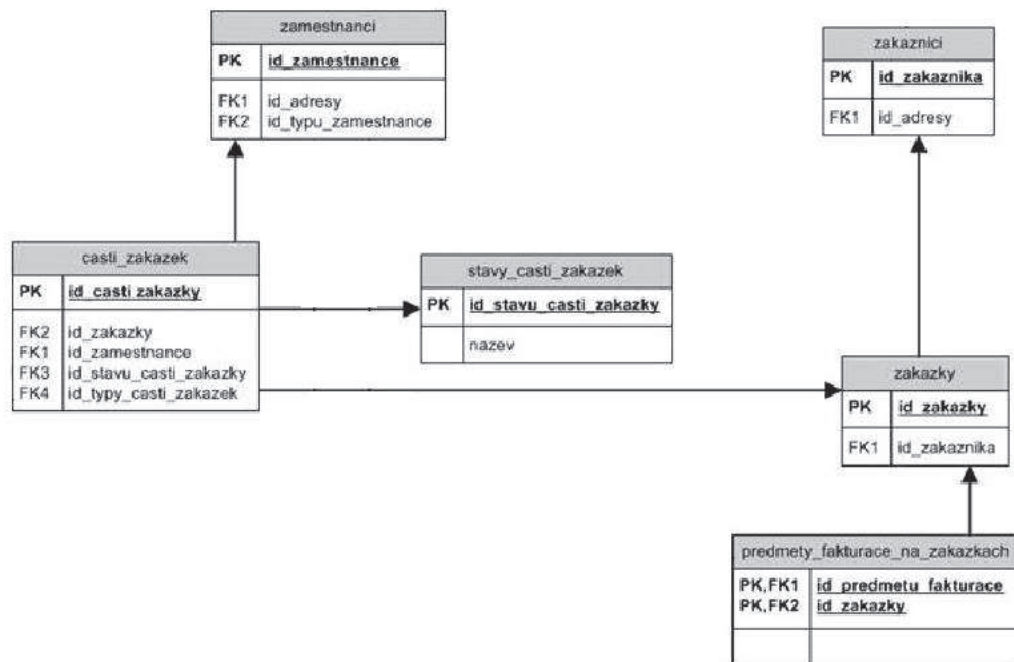 zamestnanci
PK id_zamestnance
FK1 id_adresy
FK2 id_typu_zamestnance
zakaznici
PK id_zakaznika
FK1 id_adresy
casti_zakazek
PK id_casti zakazky
FK2 id_zakazky
FK1 id_zamestnance
FK3 id_stavu_casti_zakazky
FK4 id_typy_casti_zakazek
stavy_casti_zakazek
PK id_stavu_casti_zakazky
nazev
zakazky
PK id_zakazky
FK1 id_zakaznika
predmety_fakturace_na_zakazkach
PK,FK1 id_predmetu_fakturace
PK,FK2 id_zakazky